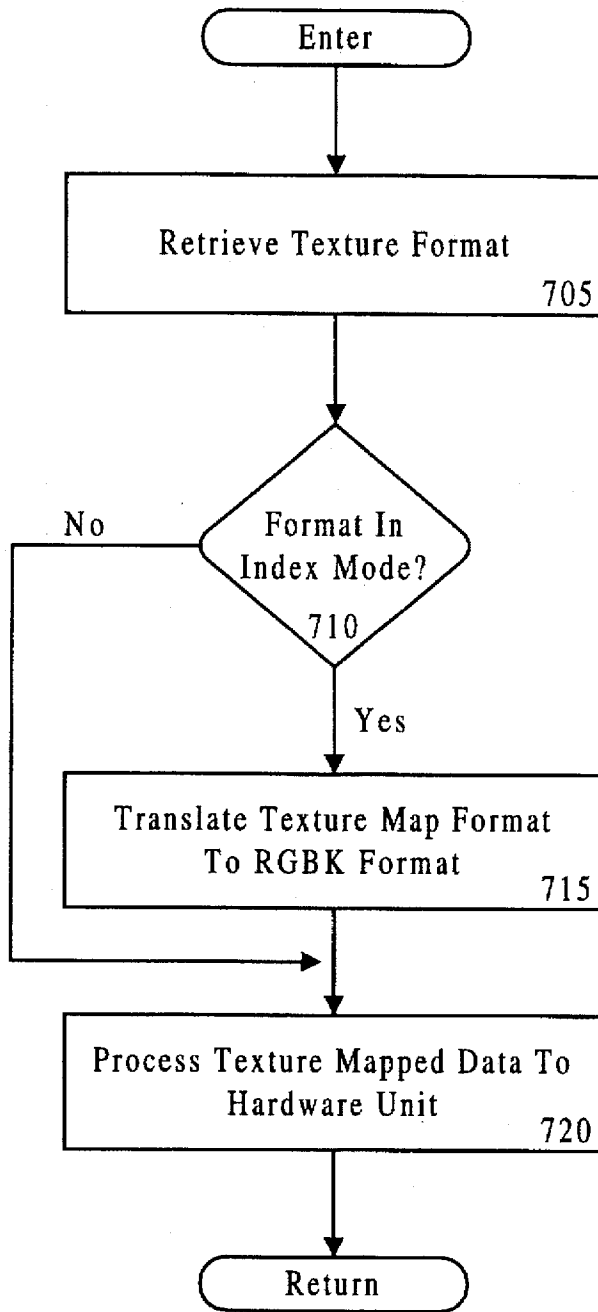 Enter
Retrieve Texture Format
705
Format In
Index Mode?
710
No
Yes
Translate Texture Map Format
To RGBK Format
715
Process Texture Mapped Data To
Hardware Unit
720
Return